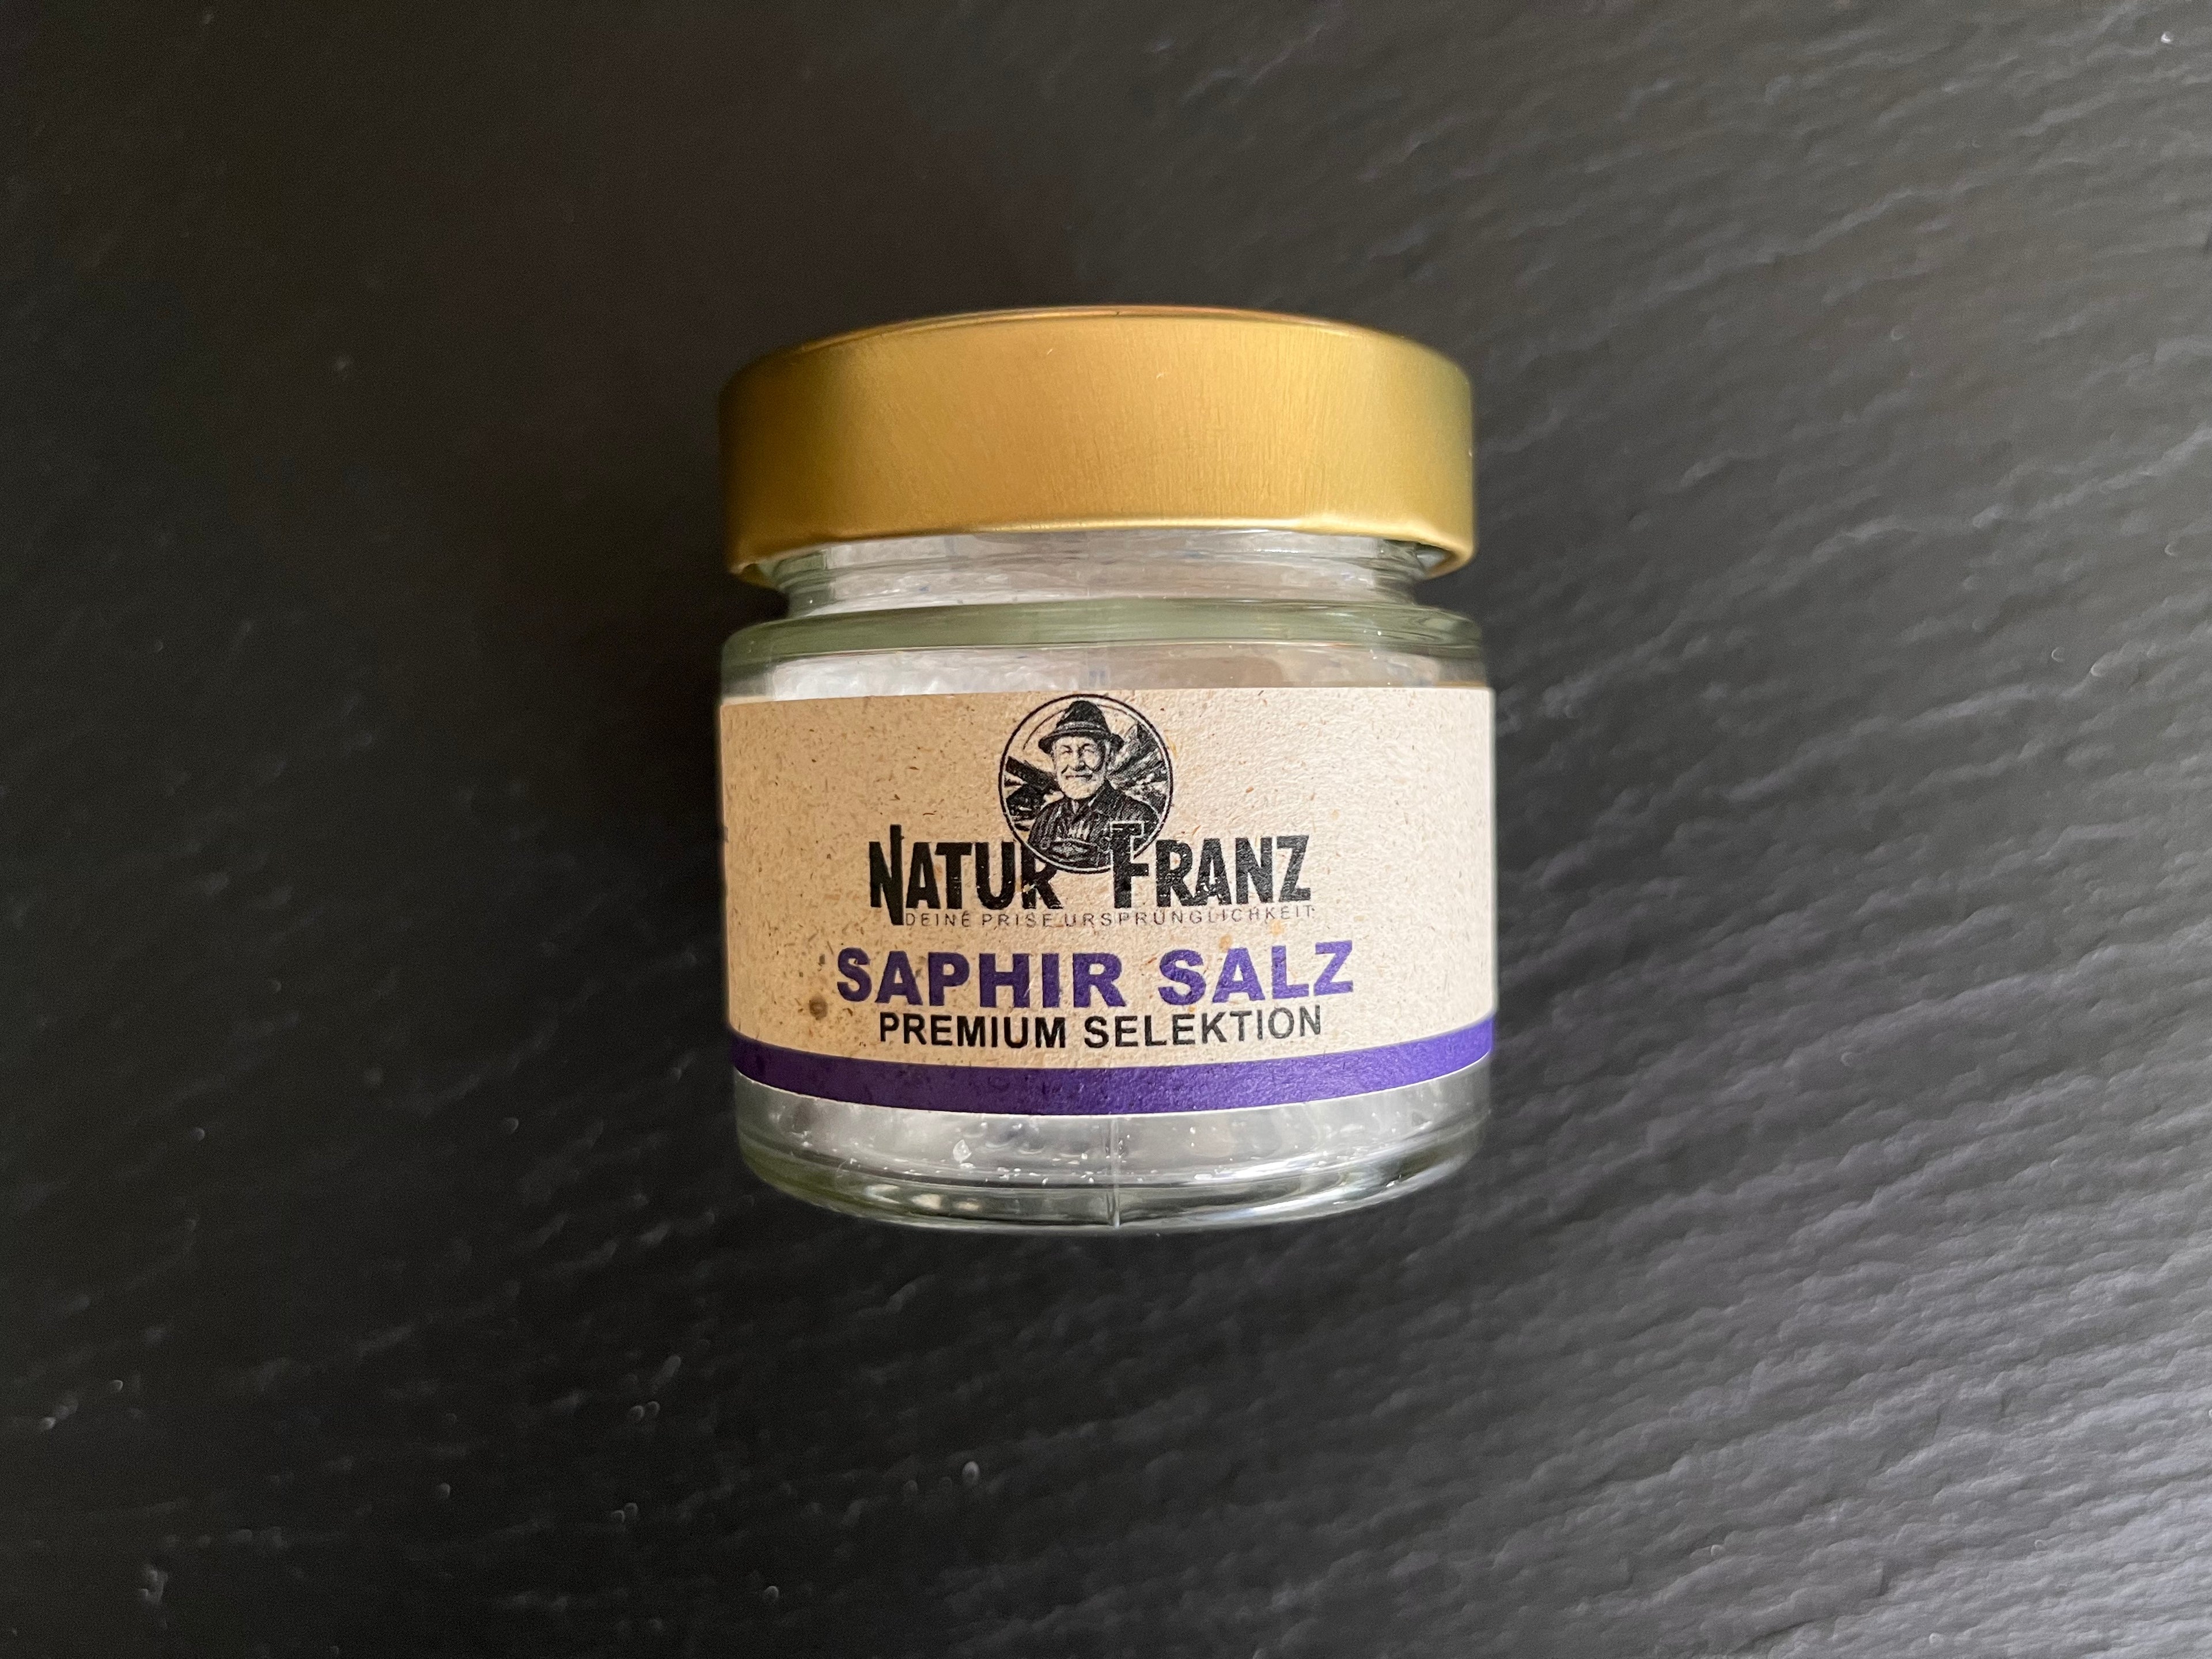 NATUR FRANZ
DEINE PRISE URSPRÜNGLICHKEIT
SAPHIR SALZ
PREMIUM SELEKTION